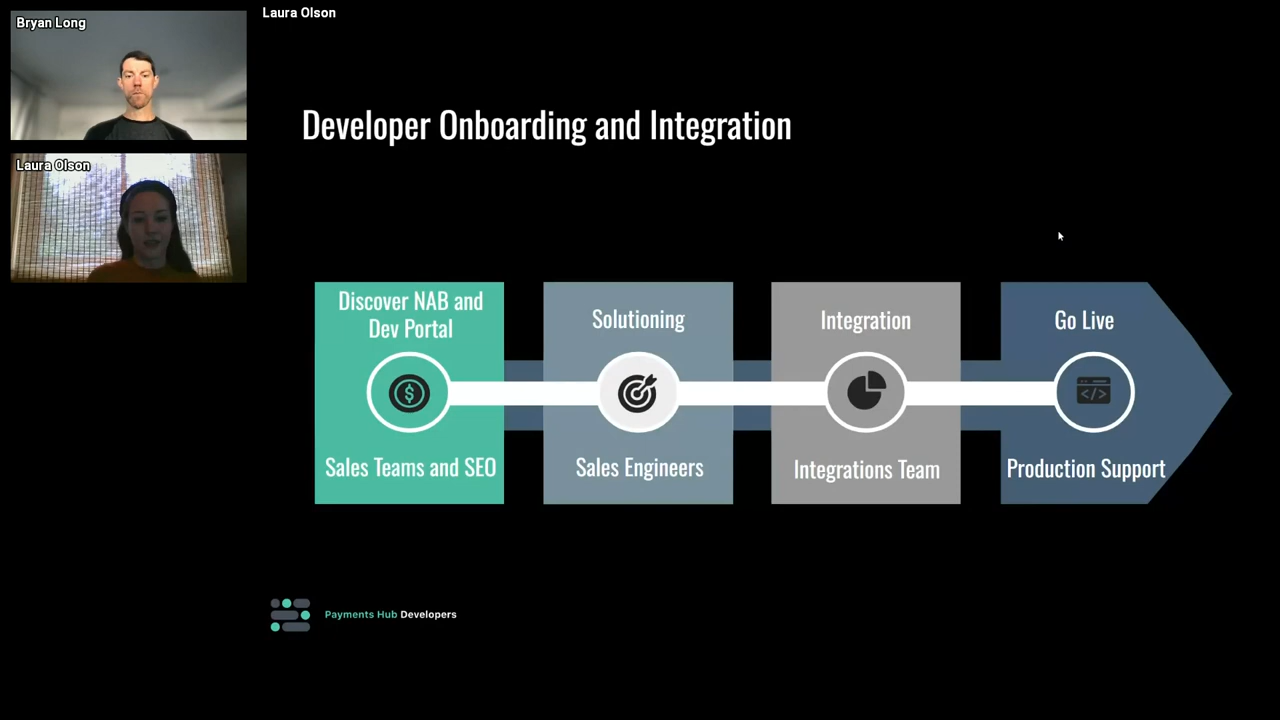 Bryan Long
Laura Olson
Laura Olson
Developer Onboarding and Integration
Discover NAB and
Dev Portal
Sales Teams and SEO
Solutioning
Sales Engineers
Integration
Integrations Team
Go Live
</>
Production Support
Payments Hub Developers